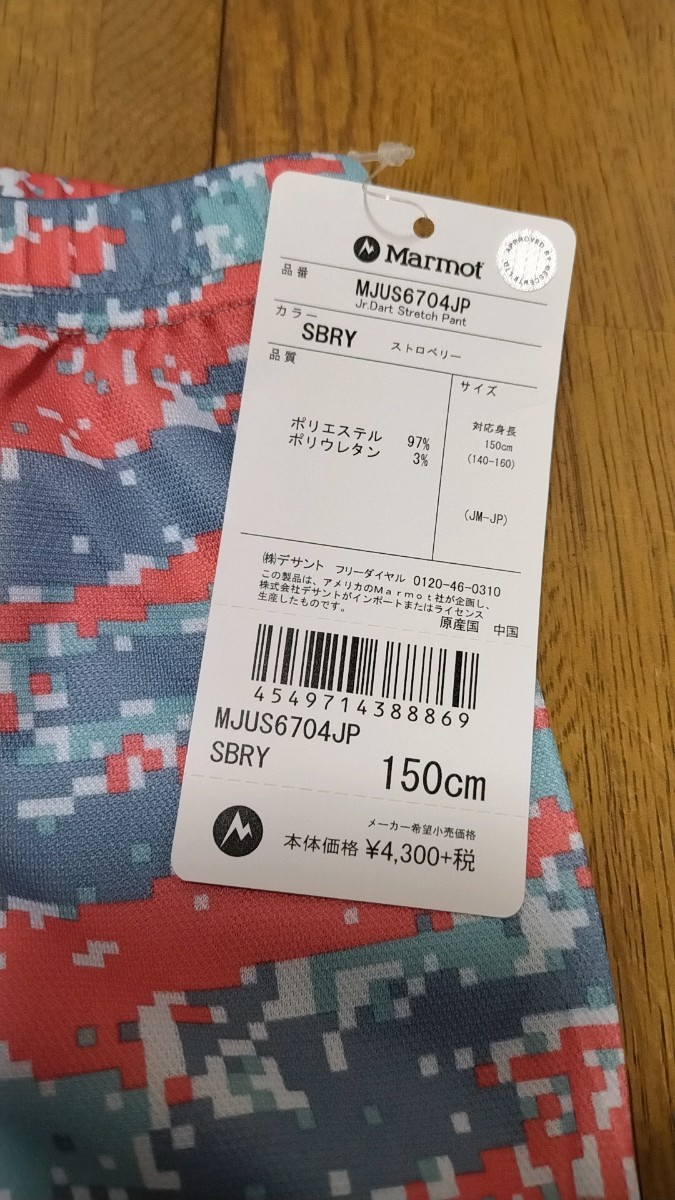 Marmot
APPROVED
品番
MJUS6704JP
Jr.Dart Stretch Pant
カラー
SBRY ストロベリー
品質
サイズ
ポリエステル 97%
ポリウレタン 3%
対応身長
150cm
(140-160)
(JM-JP)
㈱デサント フリーダイヤル 0120-46-0310
この製品は、アメリカのMarmot社が企画し、
株式会社デサントがインポートまたはライセンス
生産したものです。
原産国 中国
4549714388869
MJUS6704JP
SBRY
150cm
メーカー希望小売価格
本体価格 ¥4,300+税